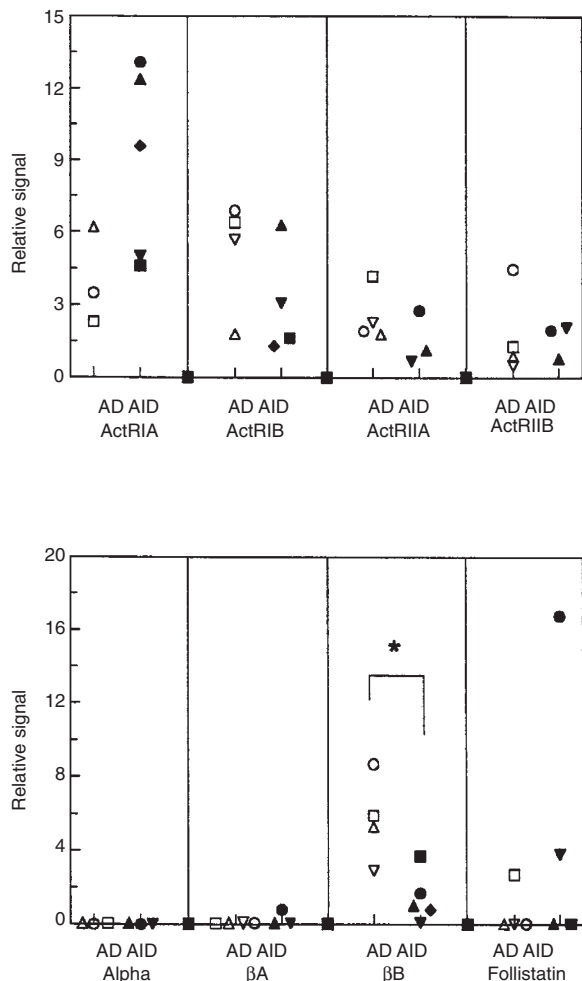 15
12
9
6
3
0
Relative signal
AD AID AD AID AD AID AD AID
ActRIA ActRIB ActRIIA ActRIIB
20
16
12
8
4
0
Relative signal
*
AD AID AD AID AD AID AD AID
Alpha βA βB Follistatin